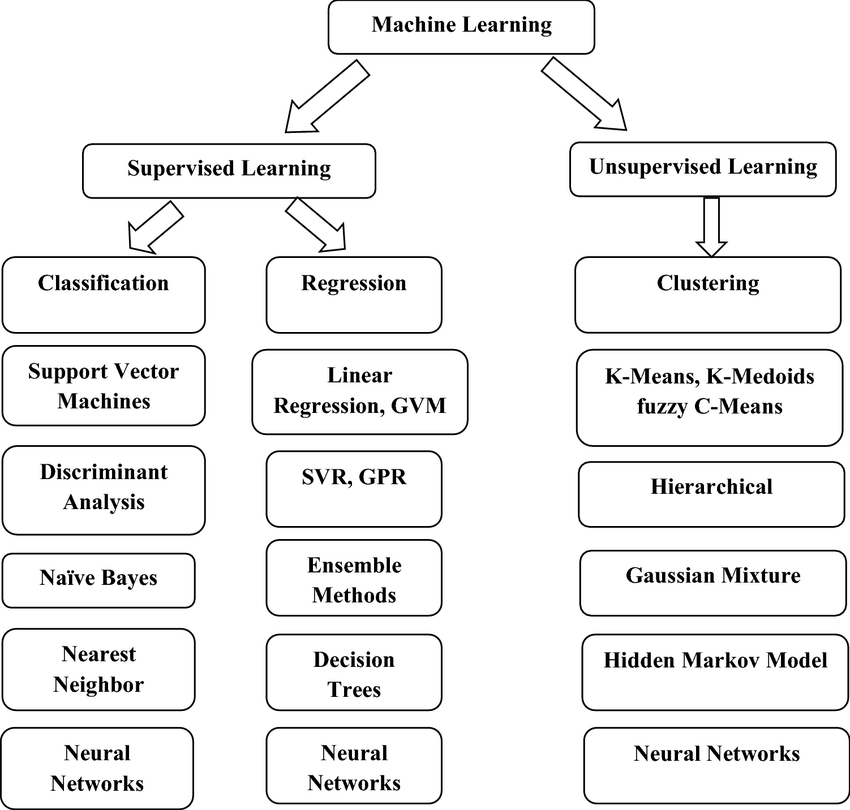 Machine Learning
Supervised Learning
Unsupervised Learning
Classification
Regression
Clustering
Support Vector
Machines
Linear
Regression, GVM
K-Means, K-Medoids
fuzzy C-Means
Discriminant
Analysis
SVR, GPR
Hierarchical
Naïve Bayes
Ensemble
Methods
Gaussian Mixture
Nearest
Neighbor
Decision
Trees
Hidden Markov Model
Neural
Networks
Neural
Networks
Neural Networks